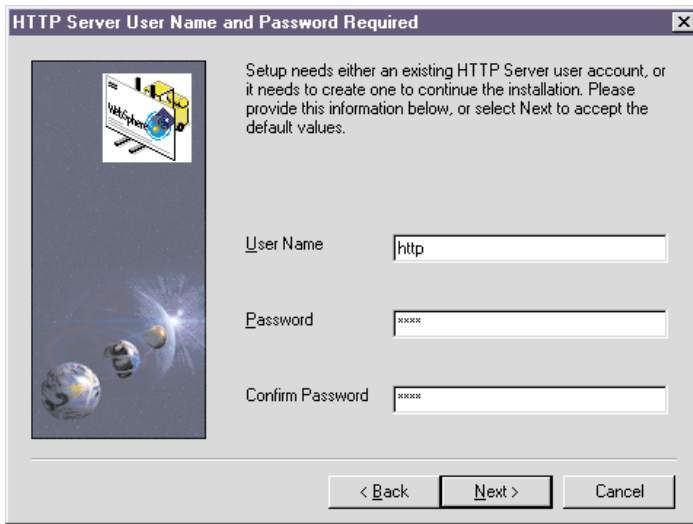 HTTP Server User Name and Password Required
WebSphere
Setup needs either an existing HTTP Server user account, or
it needs to create one to continue the installation. Please
provide this information below, or select Next to accept the
default values.
User Name
http
Password
****
Confirm Password
****
< Back
Next >
Cancel